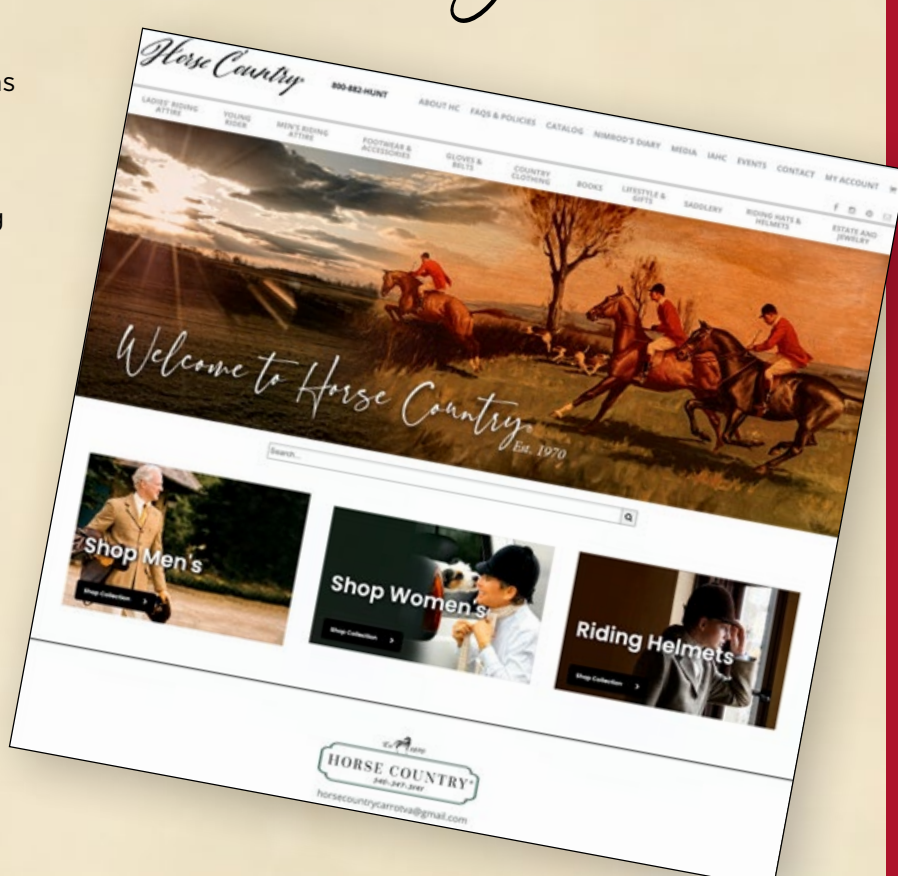 Horse Country
800-882-HUNT
ABOUT HC FAQS & POLICIES CATALOG NIMROD'S DIARY MEDIA IAHC EVENTS CONTACT MY ACCOUNT
LADIES' RIDING ATTIRE
YOUNG RIDER
MEN'S RIDING ATTIRE
FOOTWEAR & ACCESSORIES
GLOVES & BELTS
COUNTRY CLOTHING
BOOKS
LIFESTYLE & GIFTS
SADDLERY
RIDING HATS & HELMETS
ESTATE AND JEWELRY
Welcome to Horse Country
Est. 1970
Search...
Shop Men's
Shop Collection
Shop Women's
Shop Collection
Riding Helmets
Shop Collection
HORSE COUNTRY
horsecountrycarrotva@gmail.com